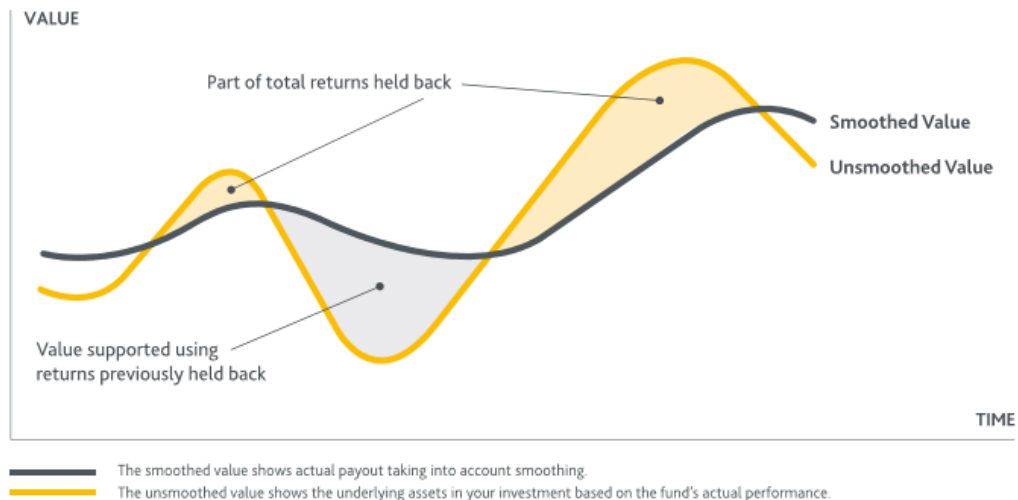 VALUE
Part of total returns held back
Smoothed Value
Unsmoothed Value
Value supported using
returns previously held back
TIME
The smoothed value shows actual payout taking into account smoothing.
The unsmoothed value shows the underlying assets in your investment based on the fund's actual performance.